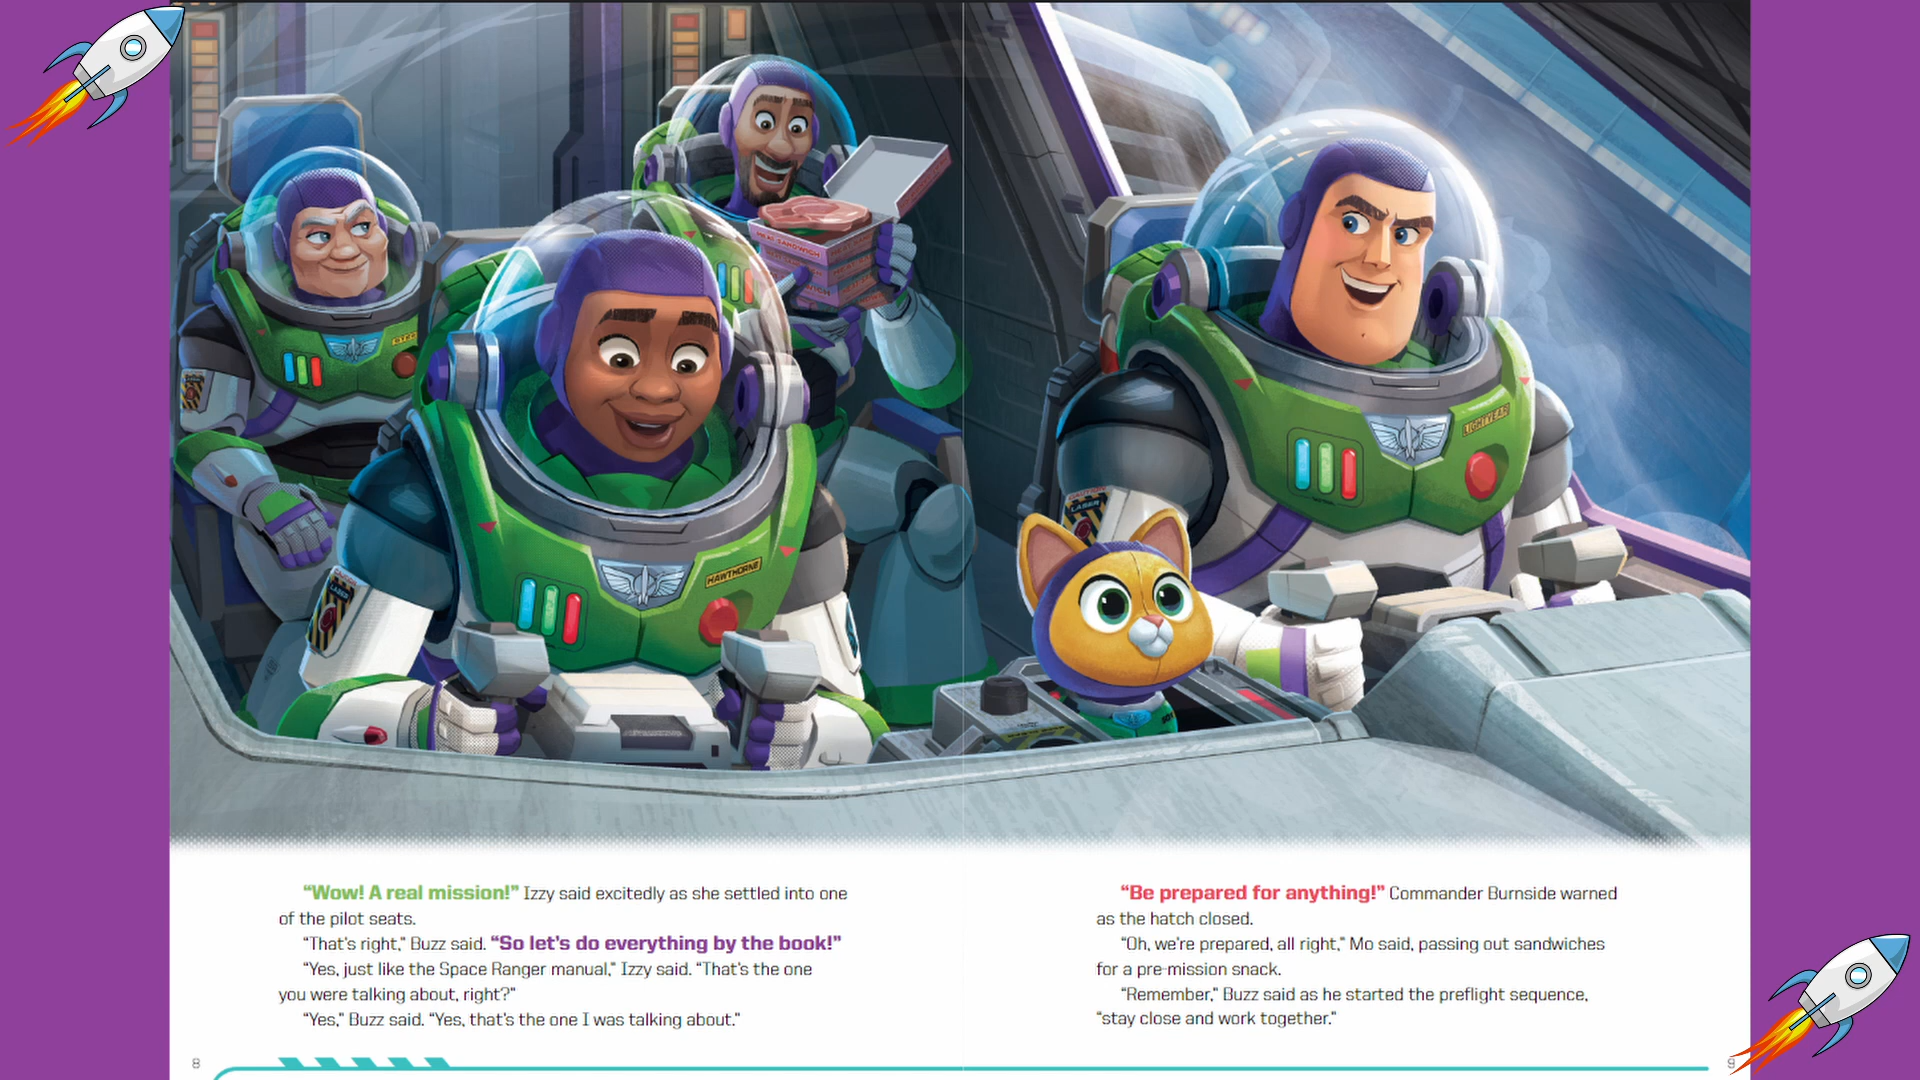 MEAT SANDWICH
HAWTHORNE
LASER
LIGHTYEAR
LASER
“Wow! A real mission!” Izzy said excitedly as she settled into one
of the pilot seats.
“That’s right,” Buzz said. “So let’s do everything by the book!”
“Yes, just like the Space Ranger manual,” Izzy said. “That’s the one
you were talking about, right?”
“Yes,” Buzz said. “Yes, that’s the one I was talking about.”
8
“Be prepared for anything!” Commander Burnside warned
as the hatch closed.
“Oh, we’re prepared, all right,” Mo said, passing out sandwiches
for a pre-mission snack.
“Remember,” Buzz said as he started the preflight sequence,
“stay close and work together.”
9